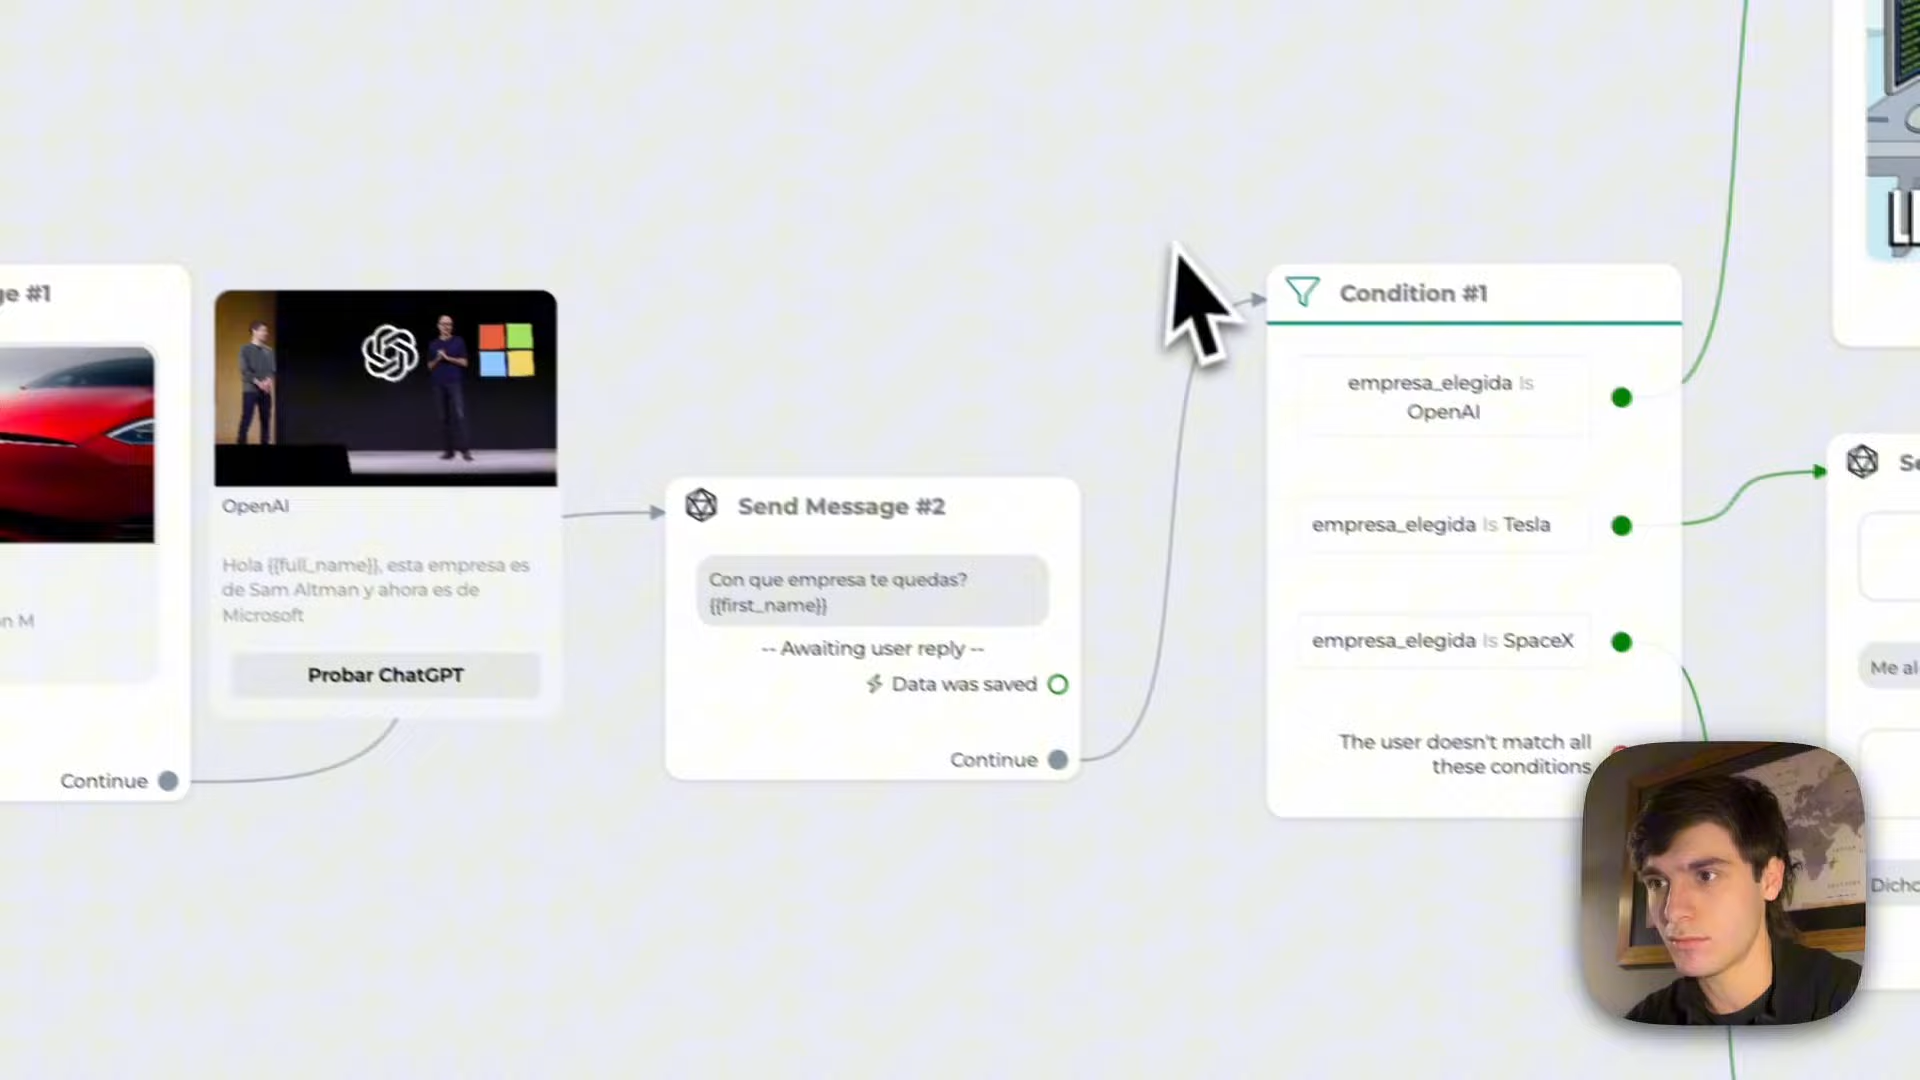 ge #1
n M
Continue
OpenAI
Hola {{full_name}}, esta empresa es
de Sam Altman y ahora es de
Microsoft
Probar ChatGPT
Send Message #2
Con que empresa te quedas?
{{first_name}}
-- Awaiting user reply --
Data was saved
Continue
Condition #1
empresa_elegida Is
OpenAI
empresa_elegida Is Tesla
empresa_elegida Is SpaceX
The user doesn't match all
these conditions
Se
Me al
Dicho